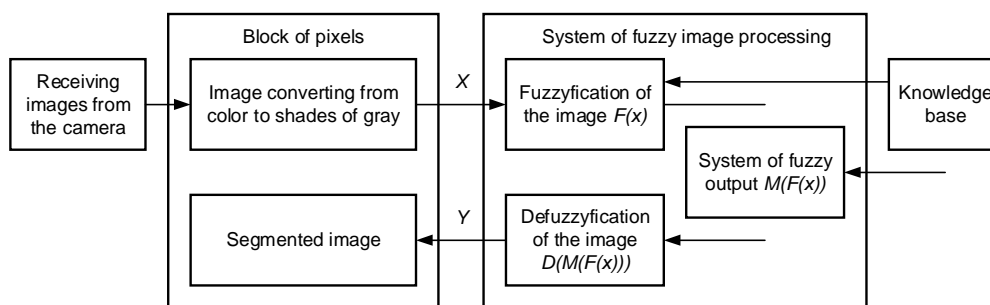 Block of pixels
System of fuzzy image processing
Receiving
images from
the camera
Image converting from
color to shades of gray
X
Fuzzyfication of
the image F(x)
Knowledge
base
System of fuzzy
output M(F(x))
Segmented image
Y
Defuzzyfication
of the image
D(M(F(x)))